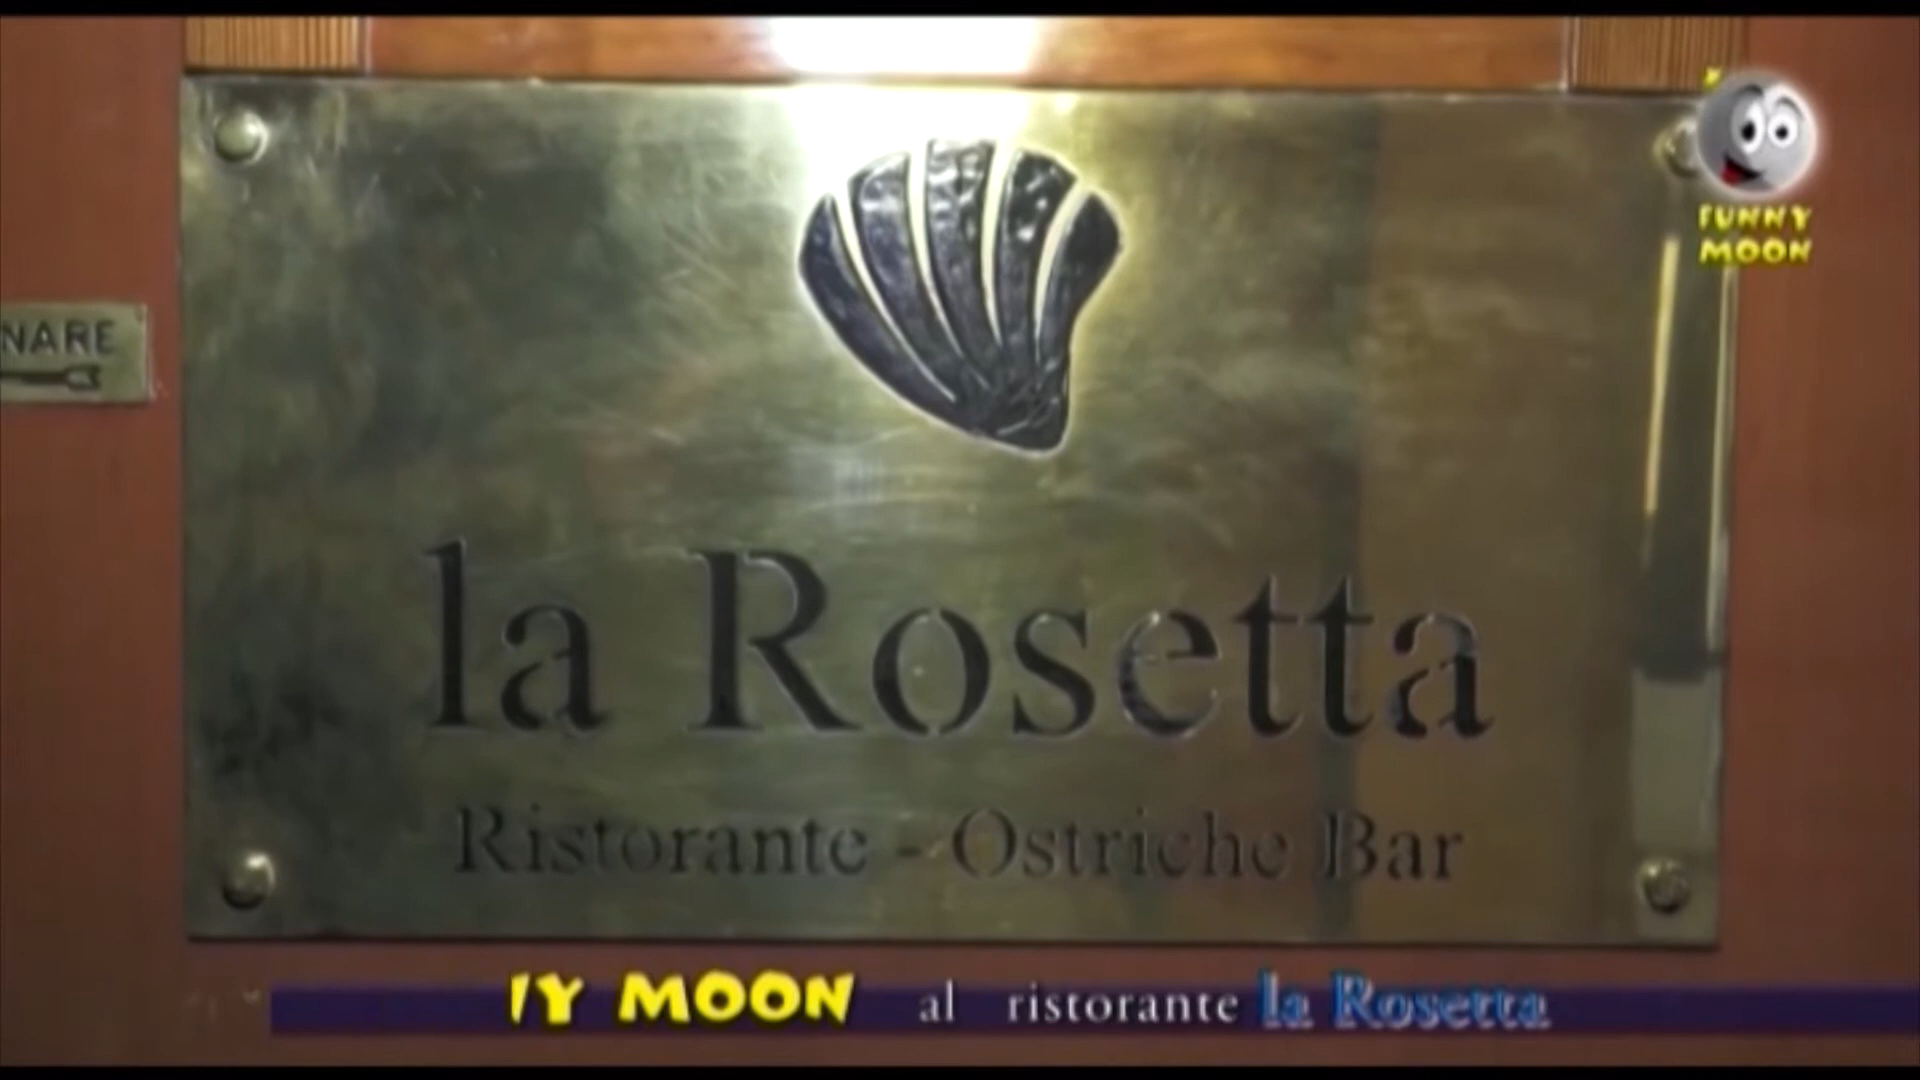 FUNNY
MOON
NARE
la Rosetta
Ristorante - Ostriche Bar
Y MOON al ristorante la Rosetta